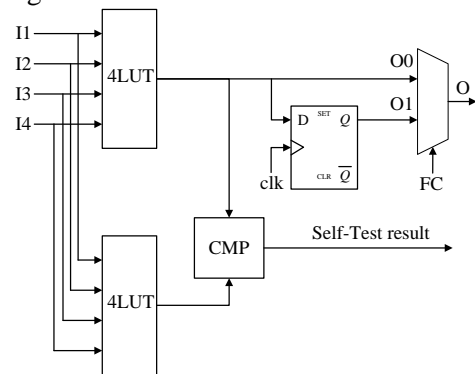 I1
I2
I3
I4
4LUT
O0
O1
O
D
SET
Q
CLR
Q
clk
FC
CMP
Self-Test result
4LUT